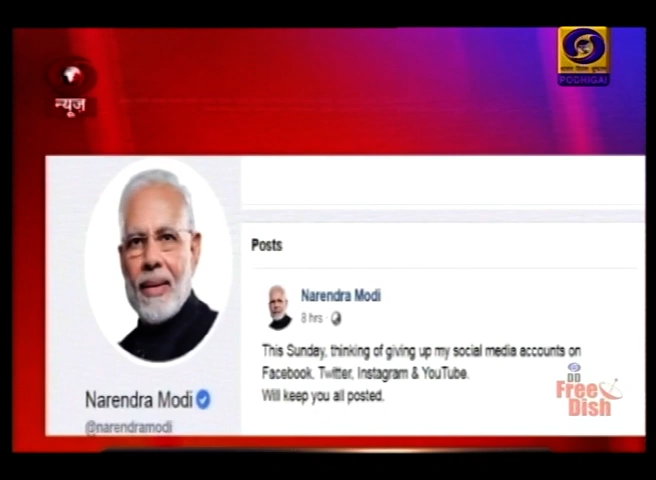 न्यूज़
PODHIGAI
Posts
Narendra Modi
8 hrs ·
This Sunday, thinking of giving up my social media accounts on
Facebook, Twitter, Instagram & YouTube.
Will keep you all posted.
Narendra Modi
@narendramodi
DD
Free
Dish